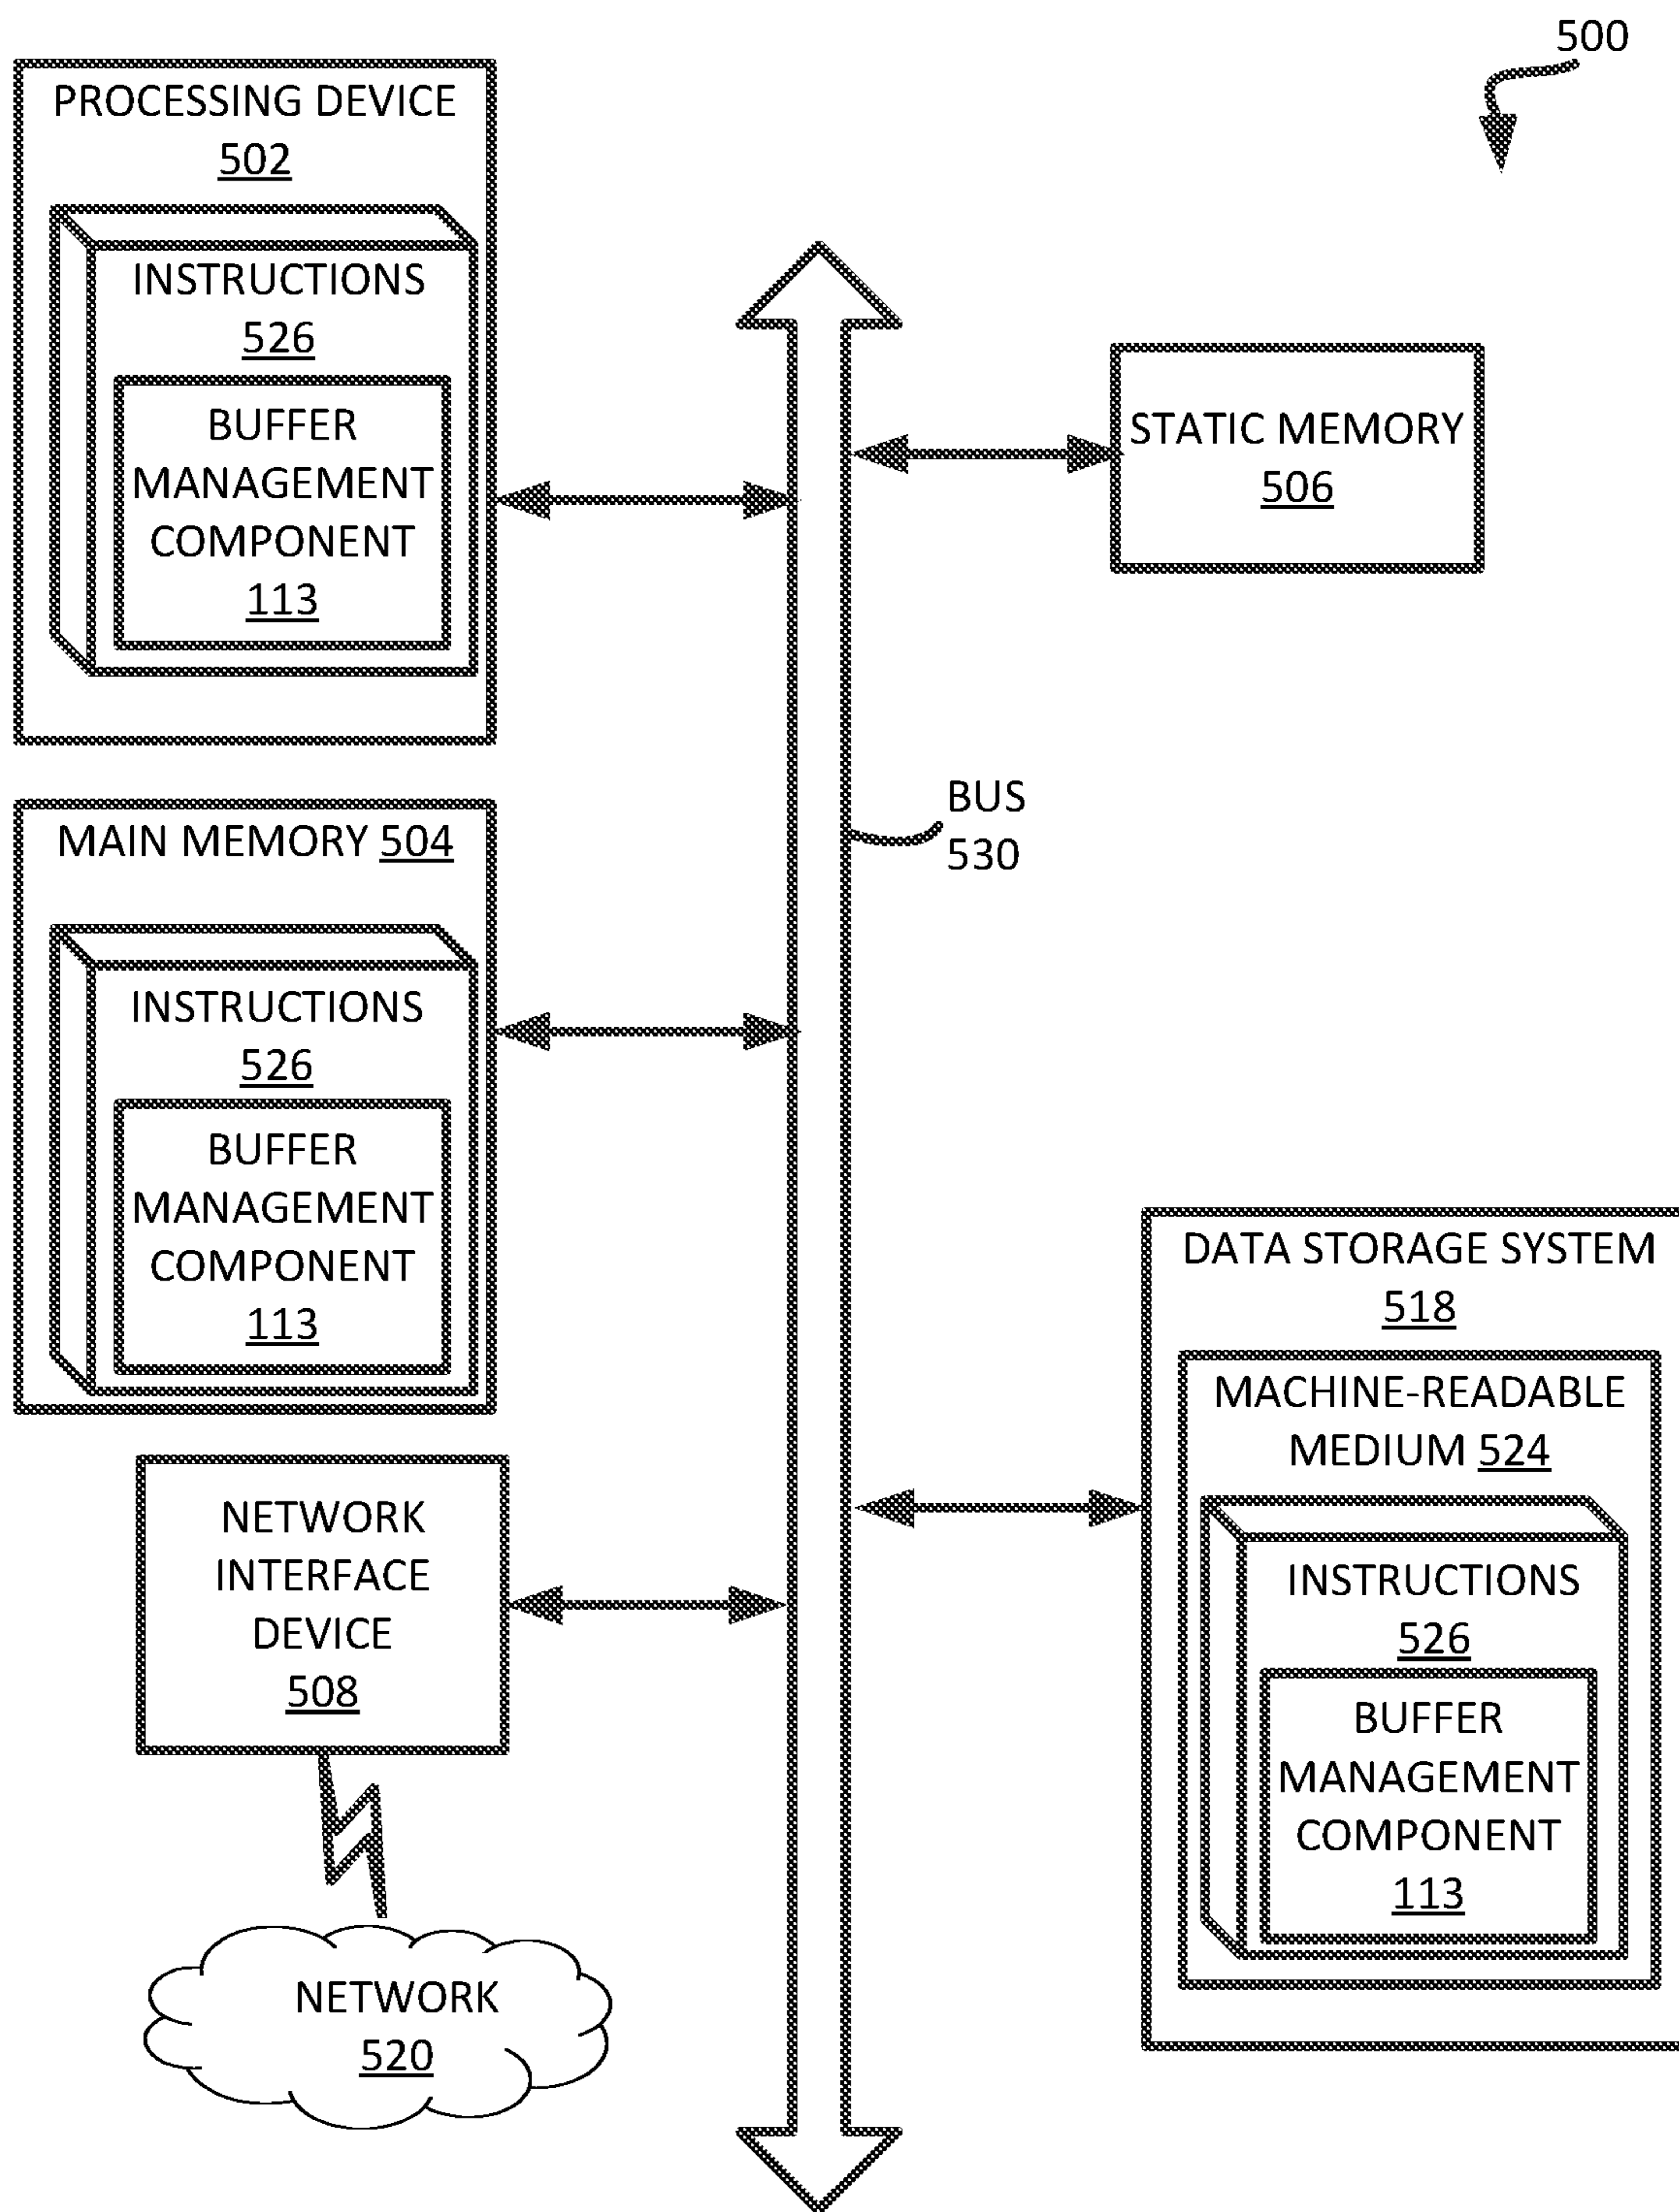 500
PROCESSING DEVICE
502
INSTRUCTIONS
526
BUFFER
MANAGEMENT
COMPONENT
113
STATIC MEMORY
506
BUS
530
MAIN MEMORY 504
INSTRUCTIONS
526
BUFFER
MANAGEMENT
COMPONENT
113
DATA STORAGE SYSTEM
518
MACHINE-READABLE
MEDIUM 524
INSTRUCTIONS
526
BUFFER
MANAGEMENT
COMPONENT
113
NETWORK
INTERFACE
DEVICE
508
NETWORK
520